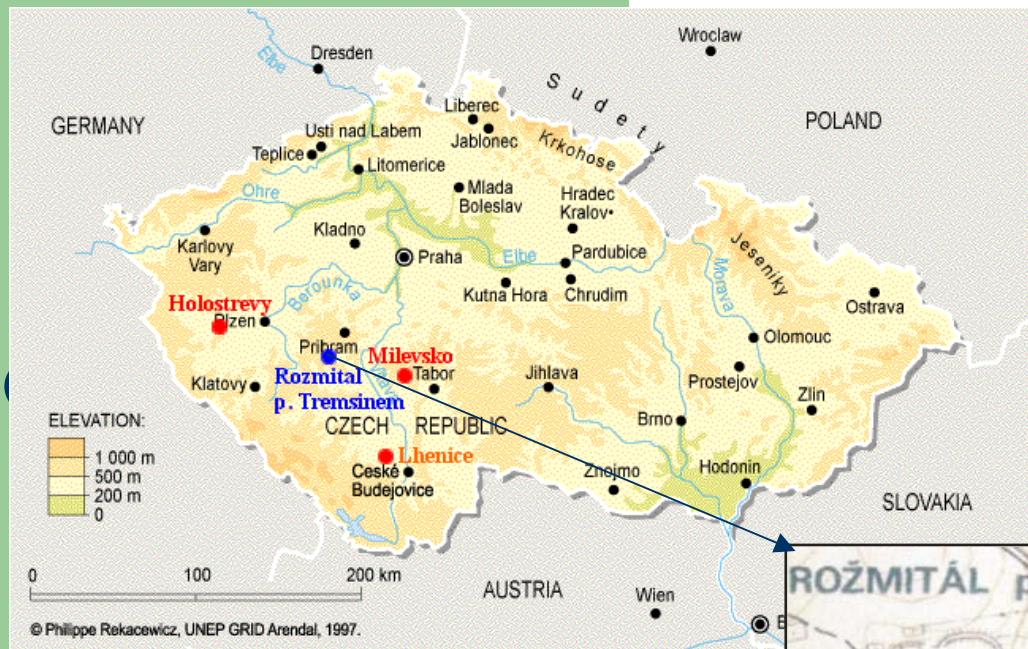 Wroclaw
Dresden
Elbe
Sudety
GERMANY
POLAND
Liberec
Jablonec
Krkohose
Usti nad Labem
Teplice
Litomerice
Mlada
Boleslav
Hradec
Kralov•
Ohre
Kladno
Karlovy
Vary
Praha
Elbe
Pardubice
Jeseniky
Morava
Berounka
Kutna Hora
Chrudim
Ostrava
Holostrevy
Plzen
Pribram
Milevsko
Olomouc
Klatovy
Rozmital
p. Tremsinem
Tabor
Jihlava
Prostejov
Zlin
ELEVATION:
1 000 m
500 m
200 m
0
CZECH REPUBLIC
Brno
Lhenice
Ceské
Budejovice
Znojmo
Hodonin
SLOVAKIA
0 100 200 km
AUSTRIA
Wien
ROŽMITÁL p
© Philippe Rekacewicz, UNEP GRID Arendal, 1997.